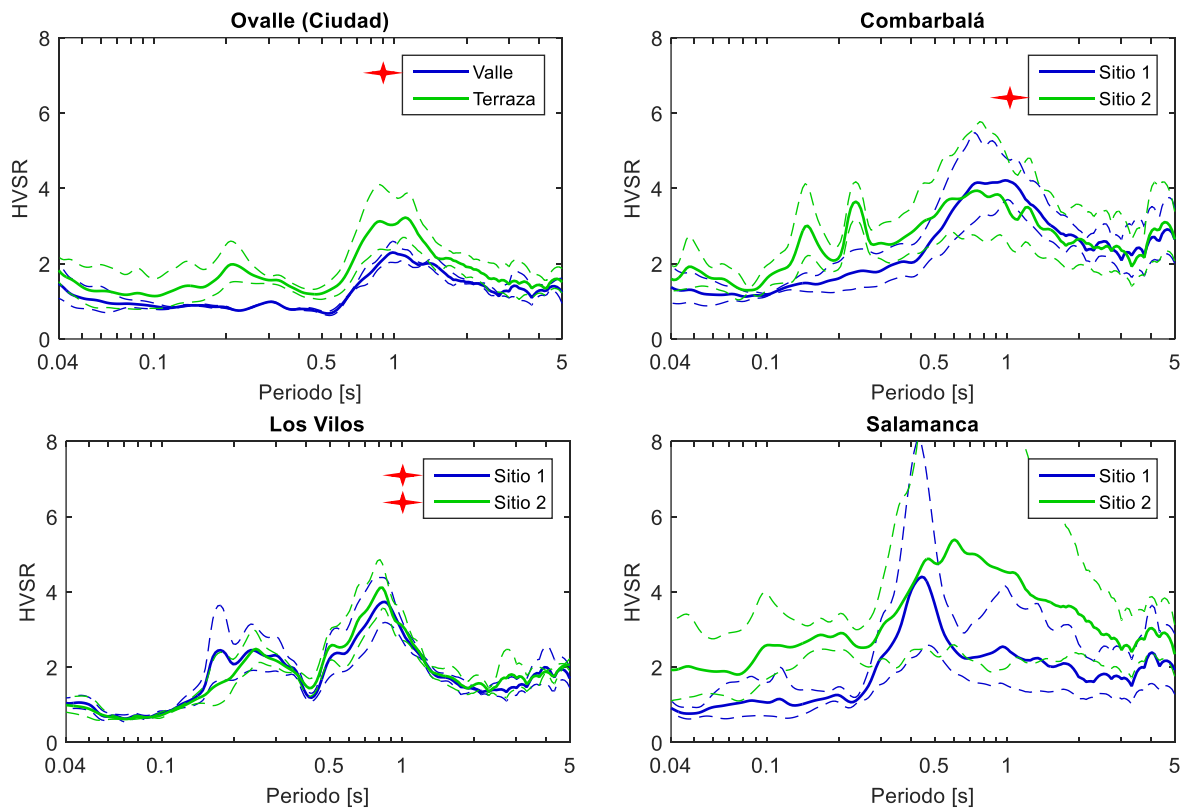 Ovalle (Ciudad)
8
6
4
2
0
HVSR
Valle
Terraza
0.04 0.1 0.5 1 5
Periodo [s]
Combarbalá
8
6
4
2
0
HVSR
Sitio 1
Sitio 2
0.04 0.1 0.5 1 5
Periodo [s]
Los Vilos
8
6
4
2
0
HVSR
Sitio 1
Sitio 2
0.04 0.1 0.5 1 5
Periodo [s]
Salamanca
8
6
4
2
0
HVSR
Sitio 1
Sitio 2
0.04 0.1 0.5 1 5
Periodo [s]